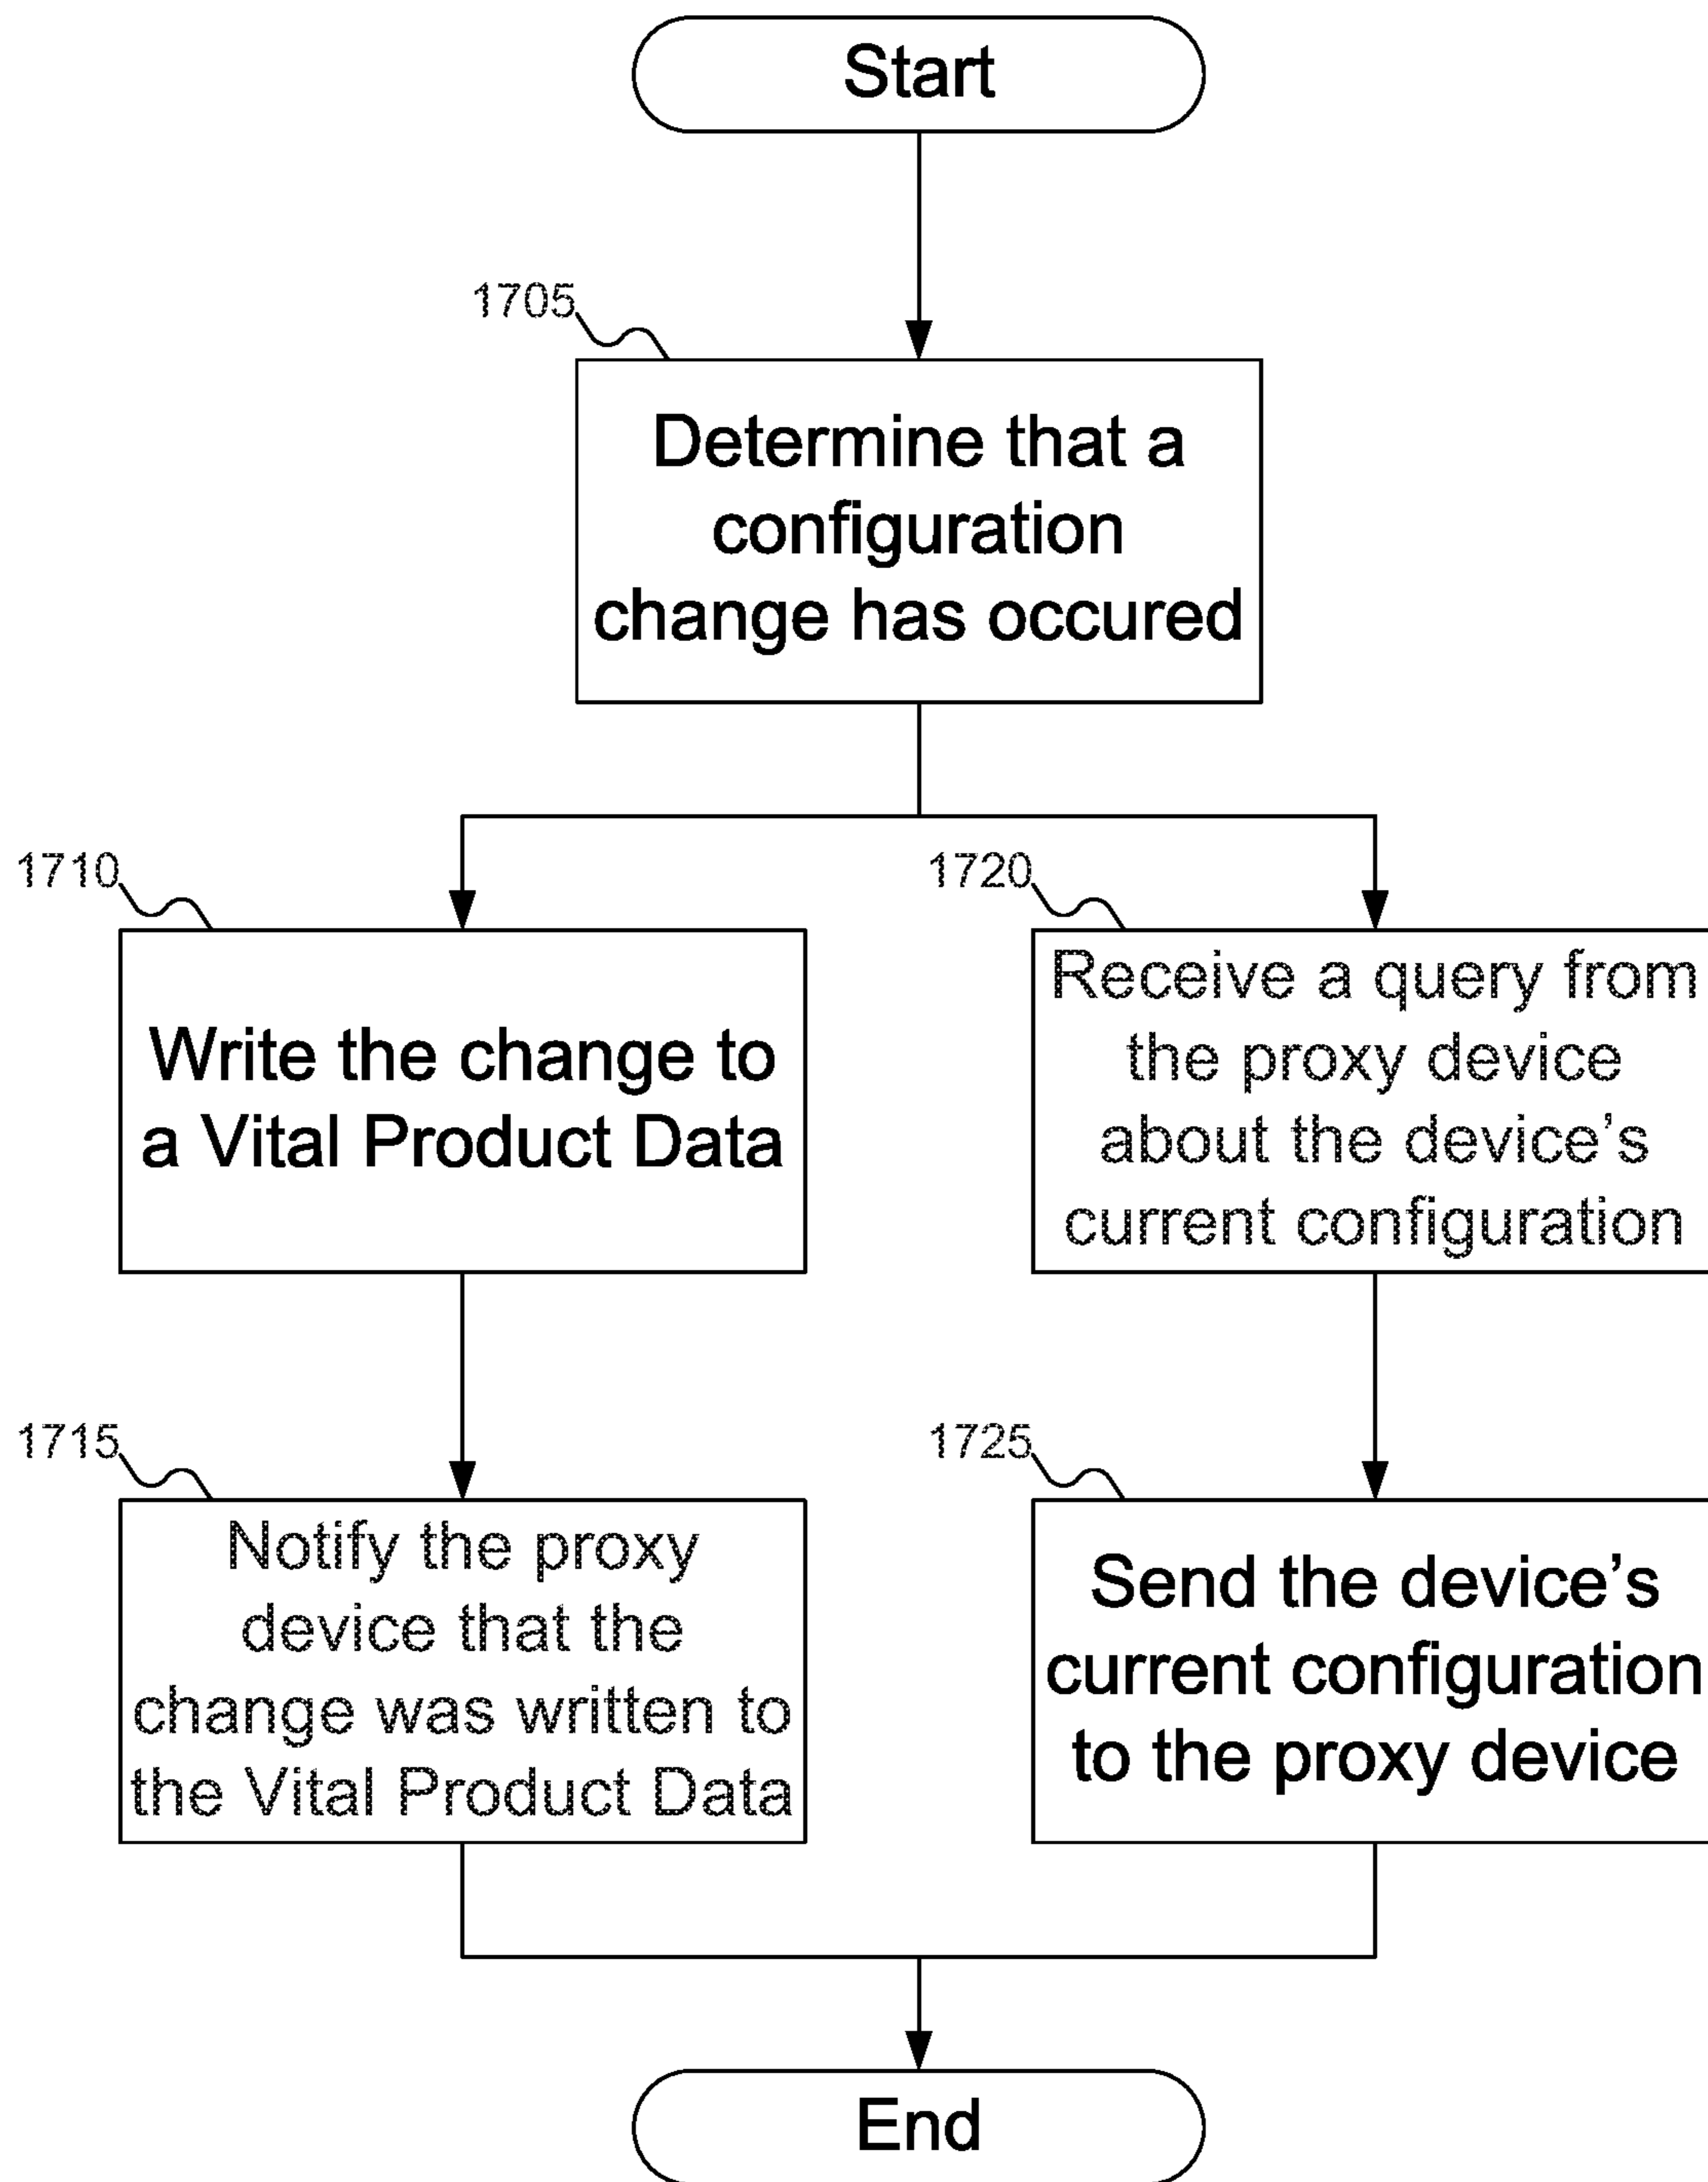 Start
1705
Determine that a
configuration
change has occured
1710
Write the change to
a Vital Product Data
1720
Receive a query from
the proxy device
about the device's
current configuration
1715
Notify the proxy
device that the
change was written to
the Vital Product Data
1725
Send the device's
current configuration
to the proxy device
End